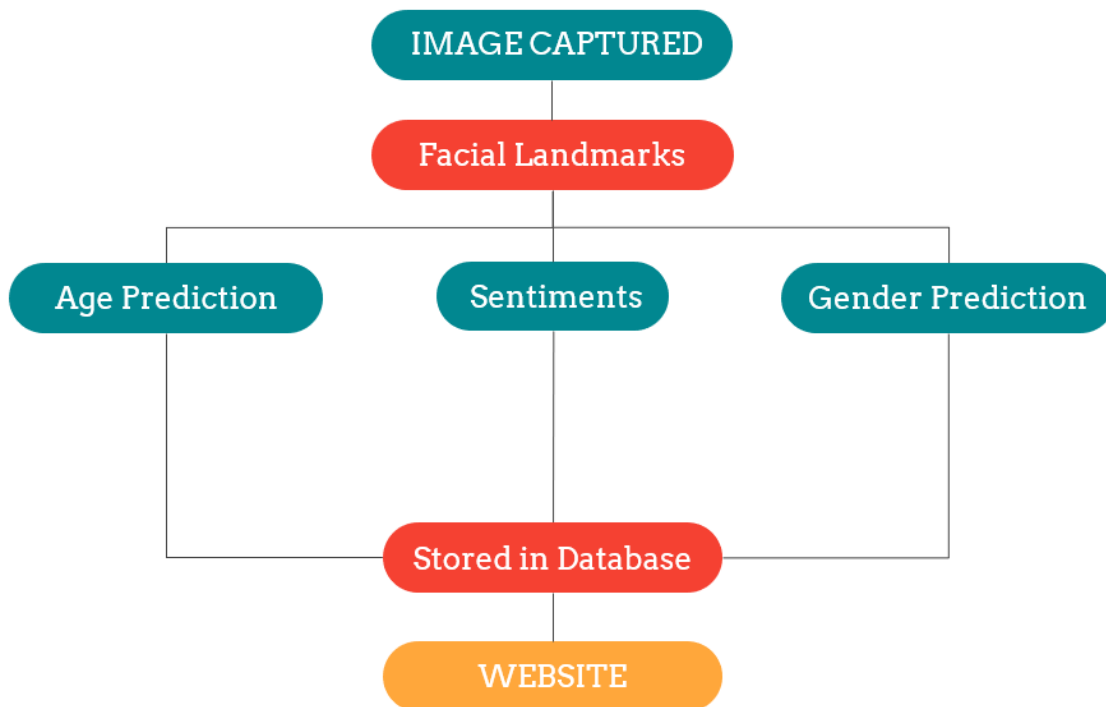 IMAGE CAPTURED
Facial Landmarks
Age Prediction
Sentiments
Gender Prediction
Stored in Database
WEBSITE